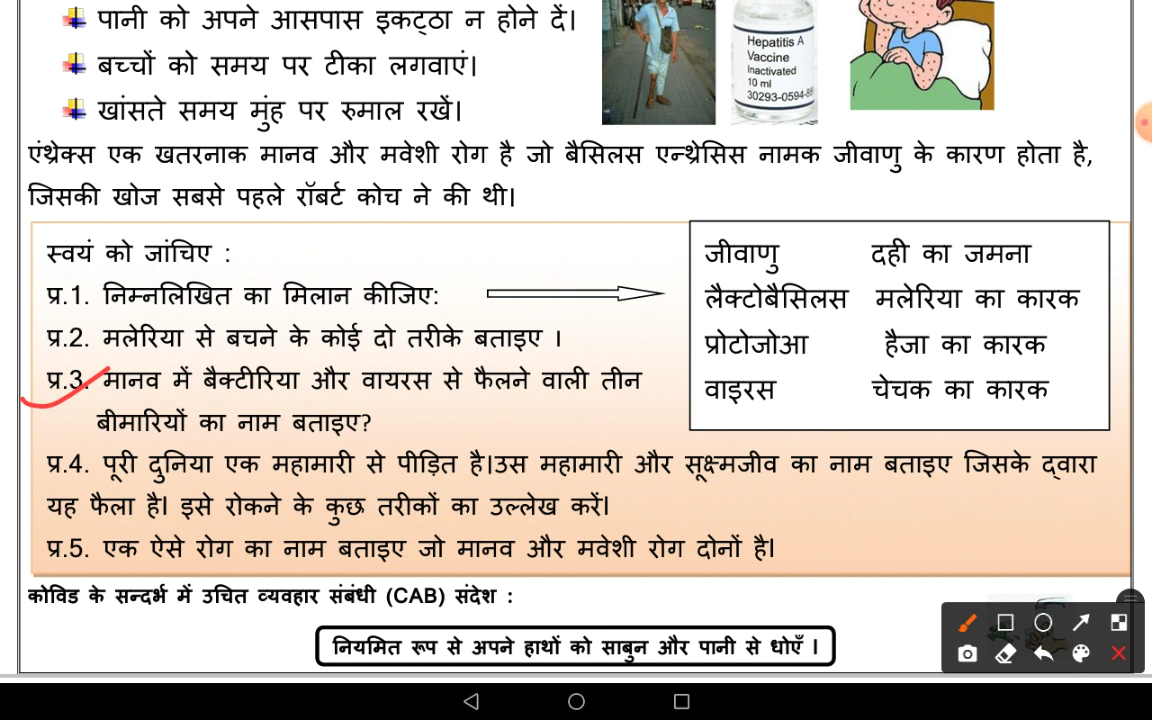 पानी को अपने आसपास इकट्ठा न होने दें।
बच्चों को समय पर टीका लगवाएं।
खांसते समय मुंह पर रुमाल रखें।
Hepatitis A
Vaccine
Inactivated
10 ml
30293-0594-88
एंथ्रेक्स एक खतरनाक मानव और मवेशी रोग है जो बैसिलस एन्थ्रेसिस नामक जीवाणु के कारण होता है,
जिसकी खोज सबसे पहले रॉबर्ट कोच ने की थी।
स्वयं को जांचिए :
प्र.1. निम्नलिखित का मिलान कीजिए:
प्र.2. मलेरिया से बचने के कोई दो तरीके बताइए ।
प्र.3. मानव में बैक्टीरिया और वायरस से फैलने वाली तीन
बीमारियों का नाम बताइए?
जीवाणु दही का जमना
लैक्टोबैसिलस मलेरिया का कारक
प्रोटोजोआ हैजा का कारक
वाइरस चेचक का कारक
प्र.4. पूरी दुनिया एक महामारी से पीड़ित है।उस महामारी और सूक्ष्मजीव का नाम बताइए जिसके द्वारा
यह फैला है। इसे रोकने के कुछ तरीकों का उल्लेख करें।
प्र.5. एक ऐसे रोग का नाम बताइए जो मानव और मवेशी रोग दोनों है।
कोविड के सन्दर्भ में उचित व्यवहार संबंधी (CAB) संदेश :
नियमित रूप से अपने हाथों को साबुन और पानी से धोएँ ।